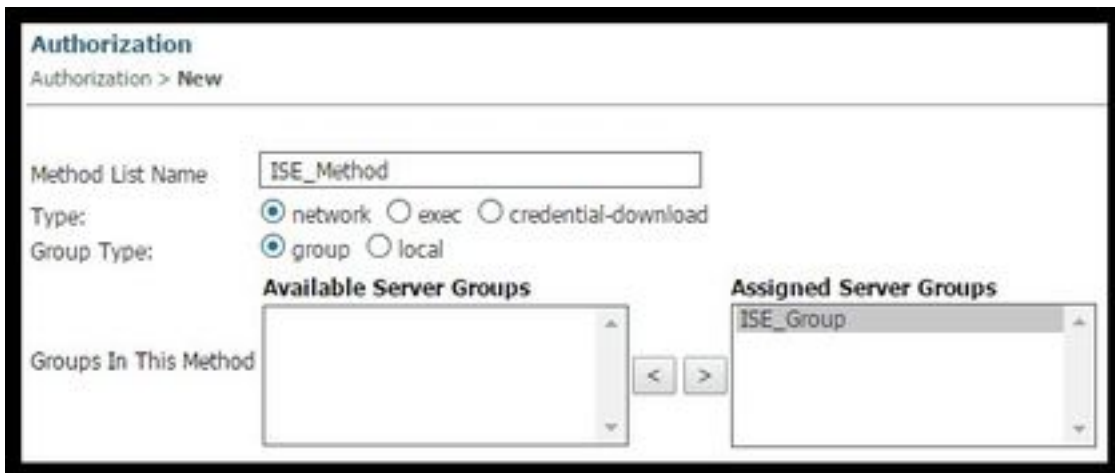 Authorization
Authorization > New
Method List Name ISE_Method
Type: network exec credential-download
Group Type: group local
Available Server Groups Assigned Server Groups
ISE_Group
Groups In This Method < >